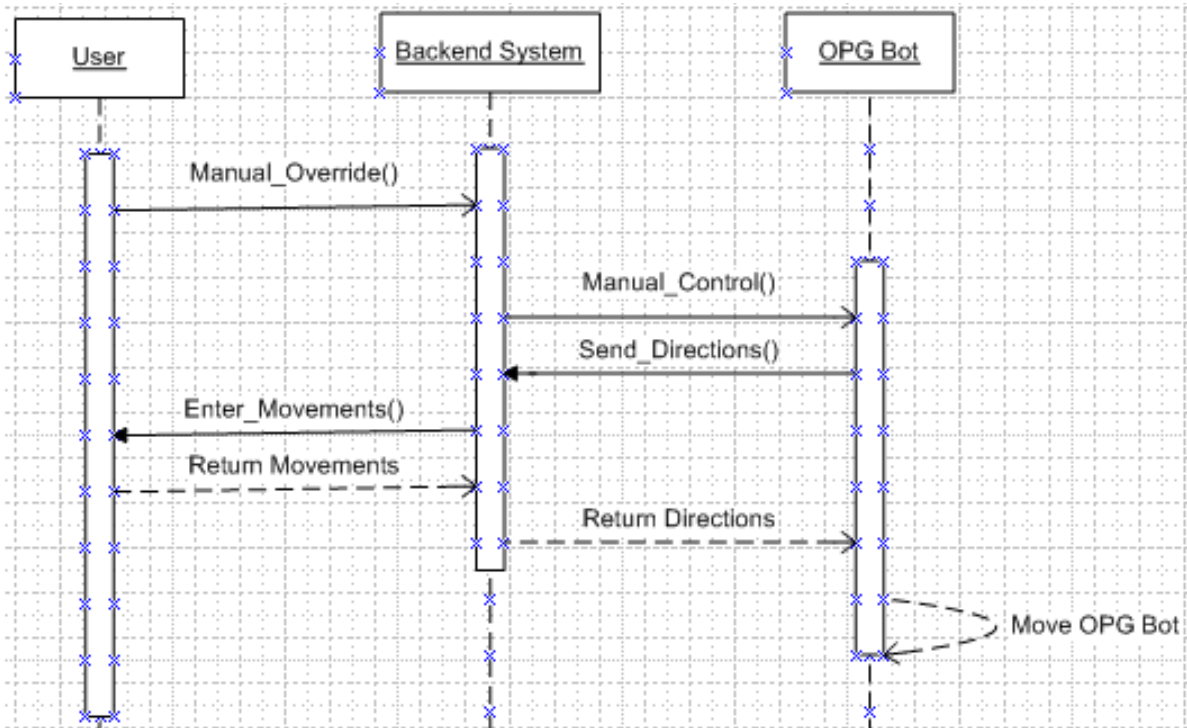 User
Backend System
OPG Bot
Manual_Override()
Manual_Control()
Send_Directions()
Enter_Movements()
Return Movements
Return Directions
Move OPG Bot